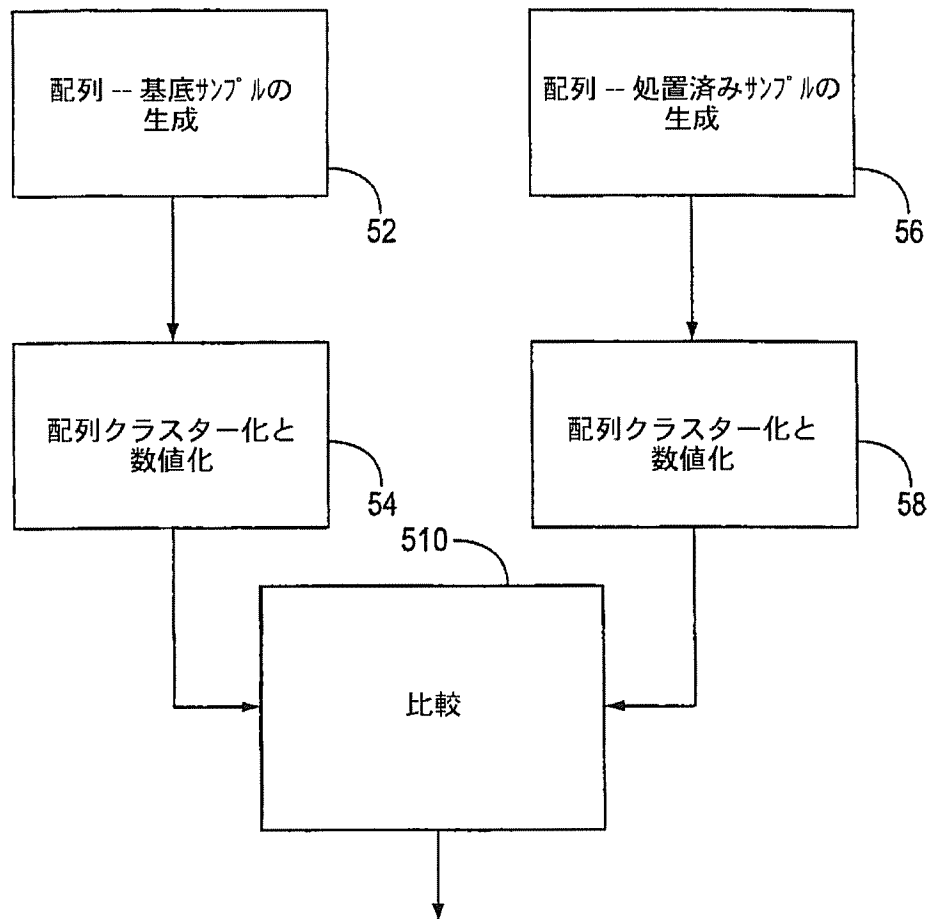 配列 -- 基底ｻﾝﾌﾟﾙの
生成
52
配列 -- 処置済みｻﾝﾌﾟﾙの
生成
56
配列クラスター化と
数値化
54
配列クラスター化と
数値化
58
510
比較